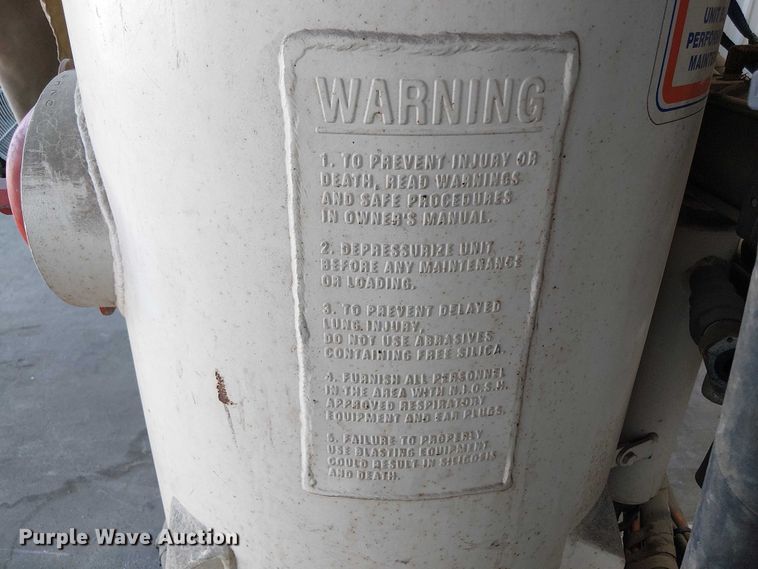 WARNING
1. TO PREVENT INJURY OR
DEATH, READ WARNINGS
AND SAFE PROCEDURES
IN OWNER'S MANUAL.
2. DEPRESSURIZE UNIT
BEFORE ANY MAINTENANCE
OR LOADING.
3. TO PREVENT DELAYED
LUNG INJURY,
DO NOT USE ABRASIVES
CONTAINING FREE SILICA.
4. FURNISH ALL PERSONNEL
IN THE AREA WITH N.I.O.S.H.
APPROVED RESPIRATORY
EQUIPMENT AND EAR PLUGS.
5. FAILURE TO PROPERLY
USE BLASTING EQUIPMENT
COULD RESULT IN SILICOSIS
AND DEATH.
UNIT
Purple Wave Auction